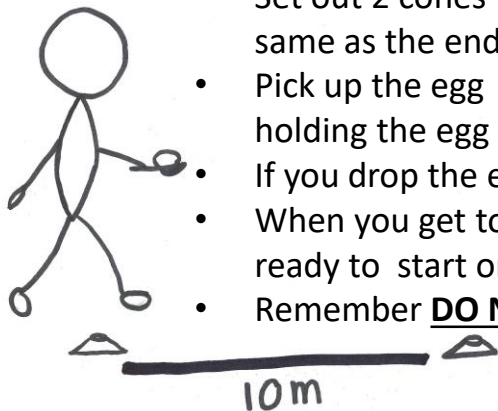 Set out 2 cones
same as the end
• Pick up the egg
holding the egg
• If you drop the e
• When you get to
ready to start o
• Remember DO N
10m